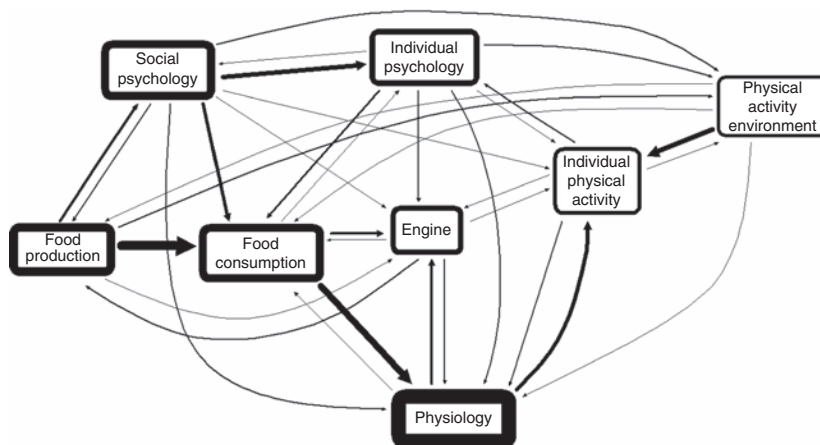 Social
psychology
Individual
psychology
Physical
activity
environment
Individual
physical
activity
Food
production
Food
consumption
Engine
Physiology